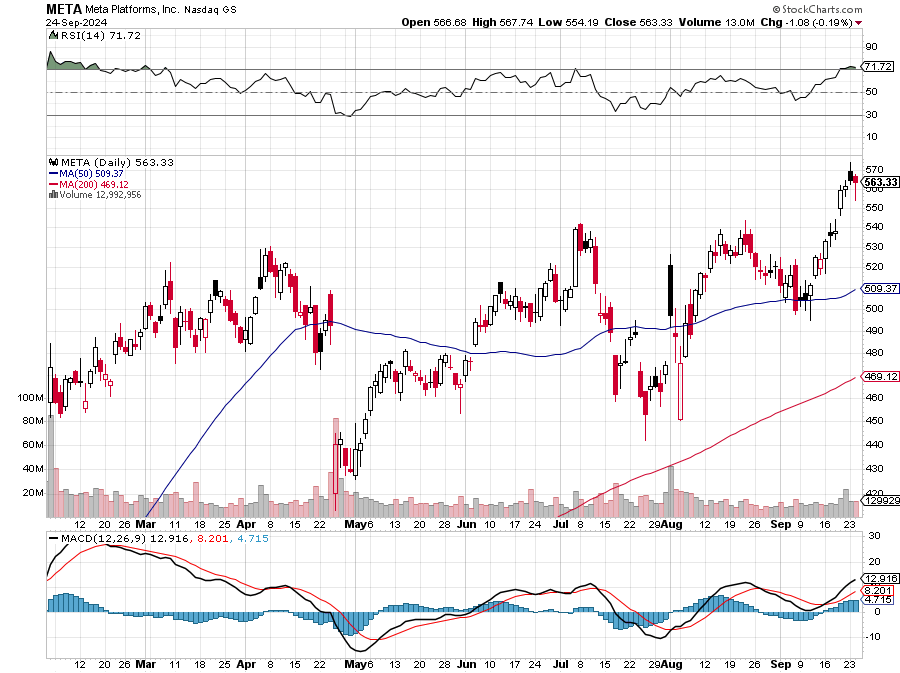 META Meta Platforms, Inc. Nasdaq GS
© StockCharts.com
24-Sep-2024
Open 566.68 High 567.74 Low 554.19 Close 563.33 Volume 13.0M Chg -1.08 (-0.19%)
RSI(14) 71.72
90
71.72
50
30
10
META (Daily) 563.33
MA(50) 509.37
MA(200) 469.12
Volume 12,992,956
570
563.33
560
550
540
530
520
509.37
500
490
480
469.12
460
450
440
430
420
12992956
100M
80M
60M
40M
20M
12 20 26 Mar 11 18 25 Apr 8 15 22 May 6 13 20 28 Jun 10 17 24 Jul 8 15 22 29 Aug 12 19 26 Sep 9 16 23
MACD(12,26,9) 12.916, 8.201, 4.715
30
20
12.916
8.201
4.715
0
-10
12 20 26 Mar 11 18 25 Apr 8 15 22 May 6 13 20 28 Jun 10 17 24 Jul 8 15 22 29 Aug 12 19 26 Sep 9 16 23